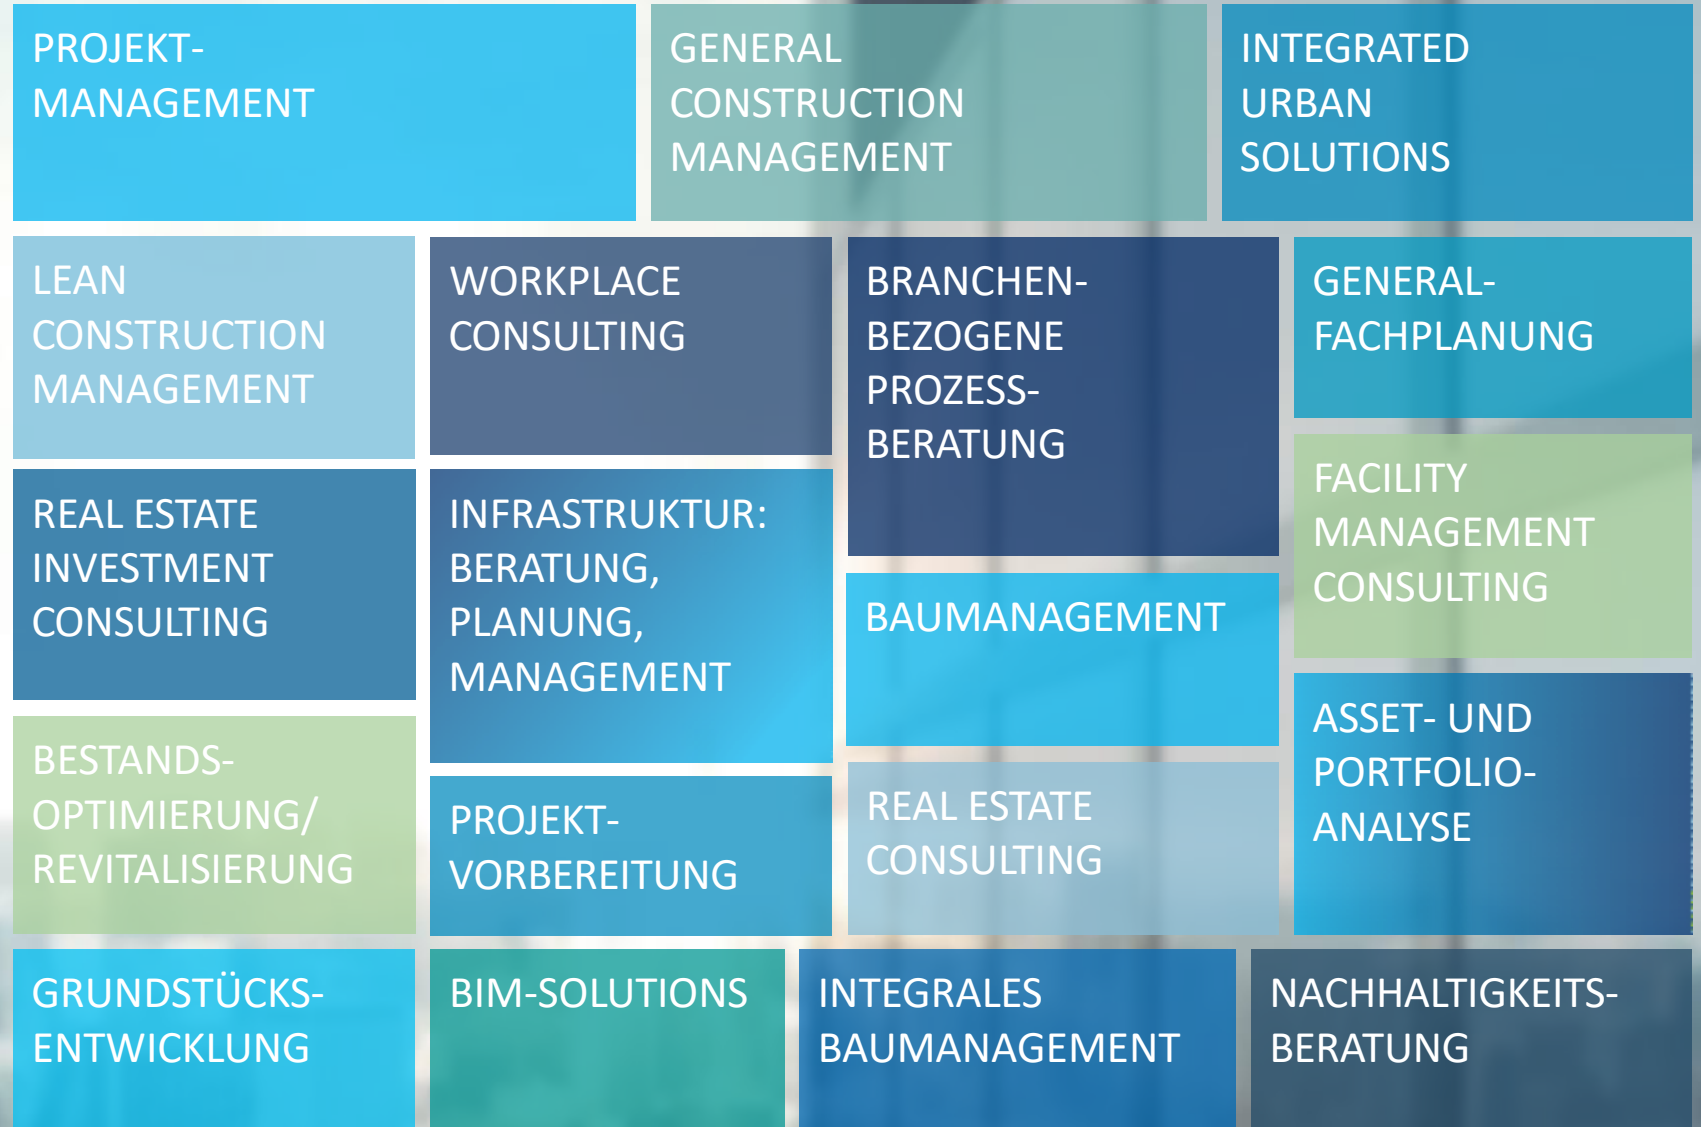 PROJEKT-
MANAGEMENT
GENERAL
CONSTRUCTION
MANAGEMENT
INTEGRATED
URBAN
SOLUTIONS
LEAN
CONSTRUCTION
MANAGEMENT
WORKPLACE
CONSULTING
BRANCHEN-
BEZOGENE
PROZESS-
BERATUNG
GENERAL-
FACHPLANUNG
FACILITY
MANAGEMENT
CONSULTING
REAL ESTATE
INVESTMENT
CONSULTING
INFRASTRUKTUR:
BERATUNG,
PLANUNG,
MANAGEMENT
BAUMANAGEMENT
ASSET- UND
PORTFOLIO-
ANALYSE
BESTANDS-
OPTIMIERUNG/
REVITALISIERUNG
PROJEKT-
VORBEREITUNG
REAL ESTATE
CONSULTING
GRUNDSTÜCKS-
ENTWICKLUNG
BIM-SOLUTIONS
INTEGRALES
BAUMANAGEMENT
NACHHALTIGKEITS-
BERATUNG